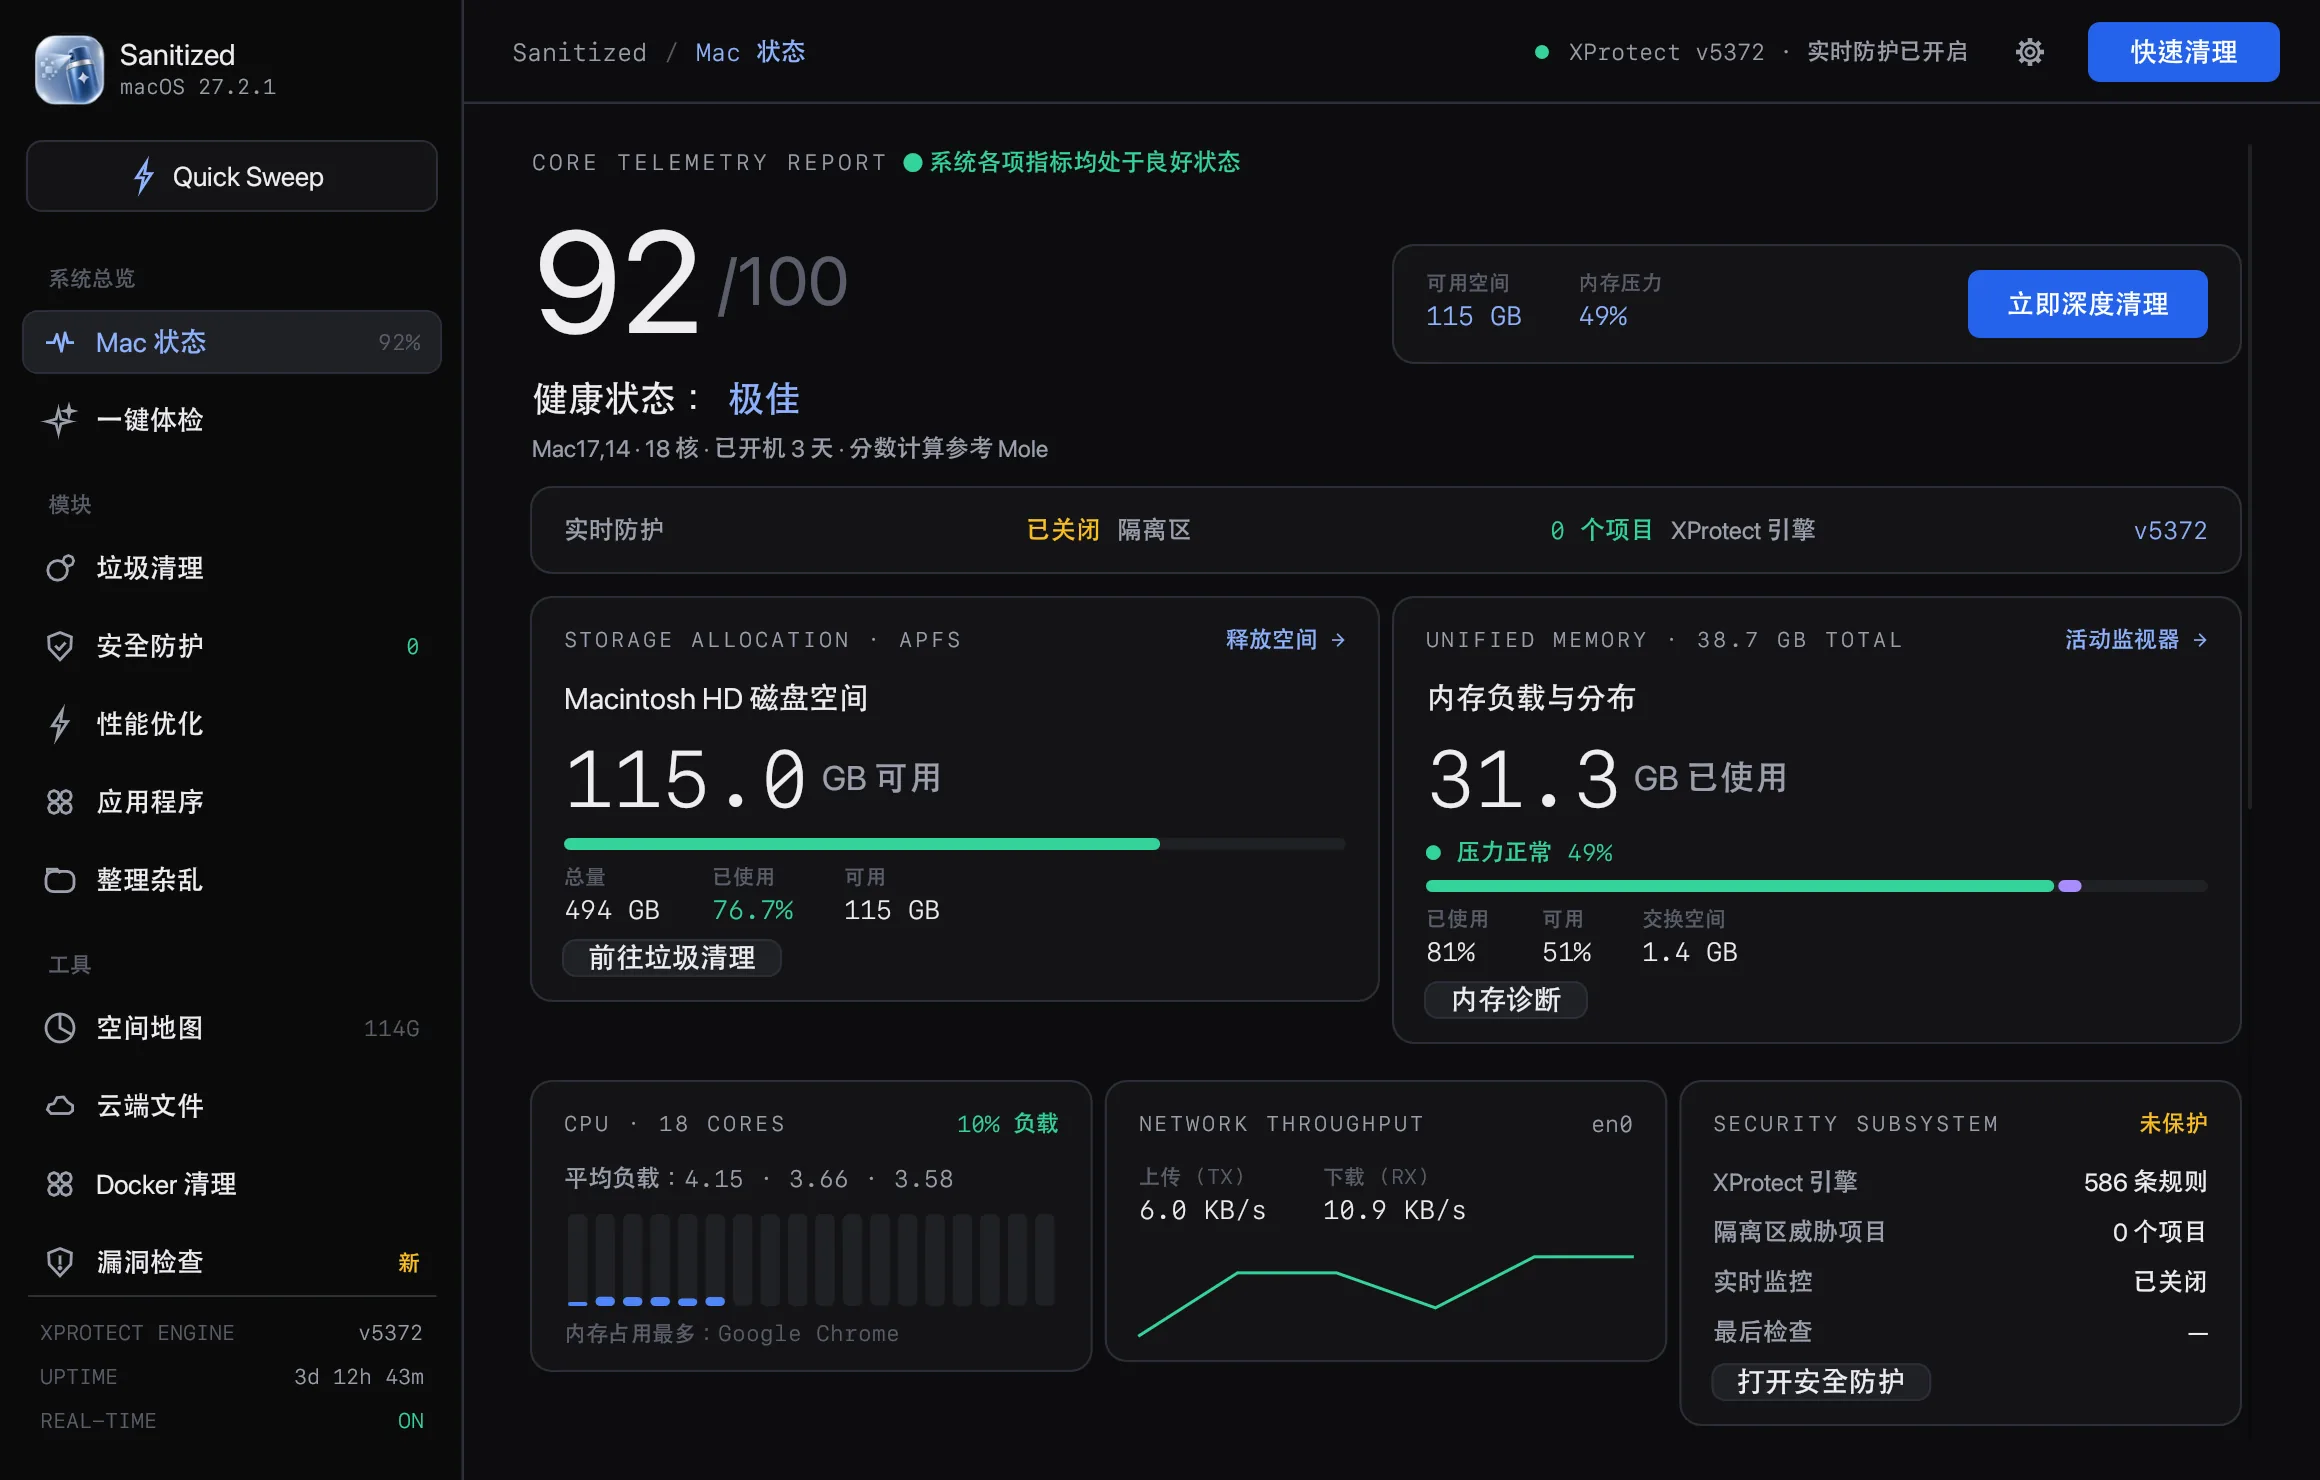 Sanitized
macOS 27.2.1
Quick Sweep
系统总览
Mac 状态 92%
一键体检
模块
垃圾清理
安全防护 0
性能优化
应用程序
整理杂乱
工具
空间地图 114G
云端文件
Docker 清理
漏洞检查 新
XPROTECT ENGINE v5372
UPTIME 3d 12h 43m
REAL-TIME ON
Sanitized / Mac 状态
XProtect v5372 · 实时防护已开启
快速清理
CORE TELEMETRY REPORT 系统各项指标均处于良好状态
92 /100
健康状态： 极佳
Mac17,14 · 18 核 · 已开机 3 天 · 分数计算参考 Mole
可用空间 内存压力
115 GB 49%
立即深度清理
实时防护 已关闭 隔离区 0 个项目 XProtect 引擎 v5372
STORAGE ALLOCATION · APFS 释放空间 →
Macintosh HD 磁盘空间
115.0 GB 可用
总量 已使用 可用
494 GB 76.7% 115 GB
前往垃圾清理
UNIFIED MEMORY · 38.7 GB TOTAL 活动监视器 →
内存负载与分布
31.3 GB 已使用
压力正常 49%
已使用 可用 交换空间
81% 51% 1.4 GB
内存诊断
CPU · 18 CORES 10% 负载
平均负载：4.15 · 3.66 · 3.58
内存占用最多：Google Chrome
NETWORK THROUGHPUT en0
上传 (TX) 下载 (RX)
6.0 KB/s 10.9 KB/s
SECURITY SUBSYSTEM 未保护
XProtect 引擎 586 条规则
隔离区威胁项目 0 个项目
实时监控 已关闭
最后检查 —
打开安全防护